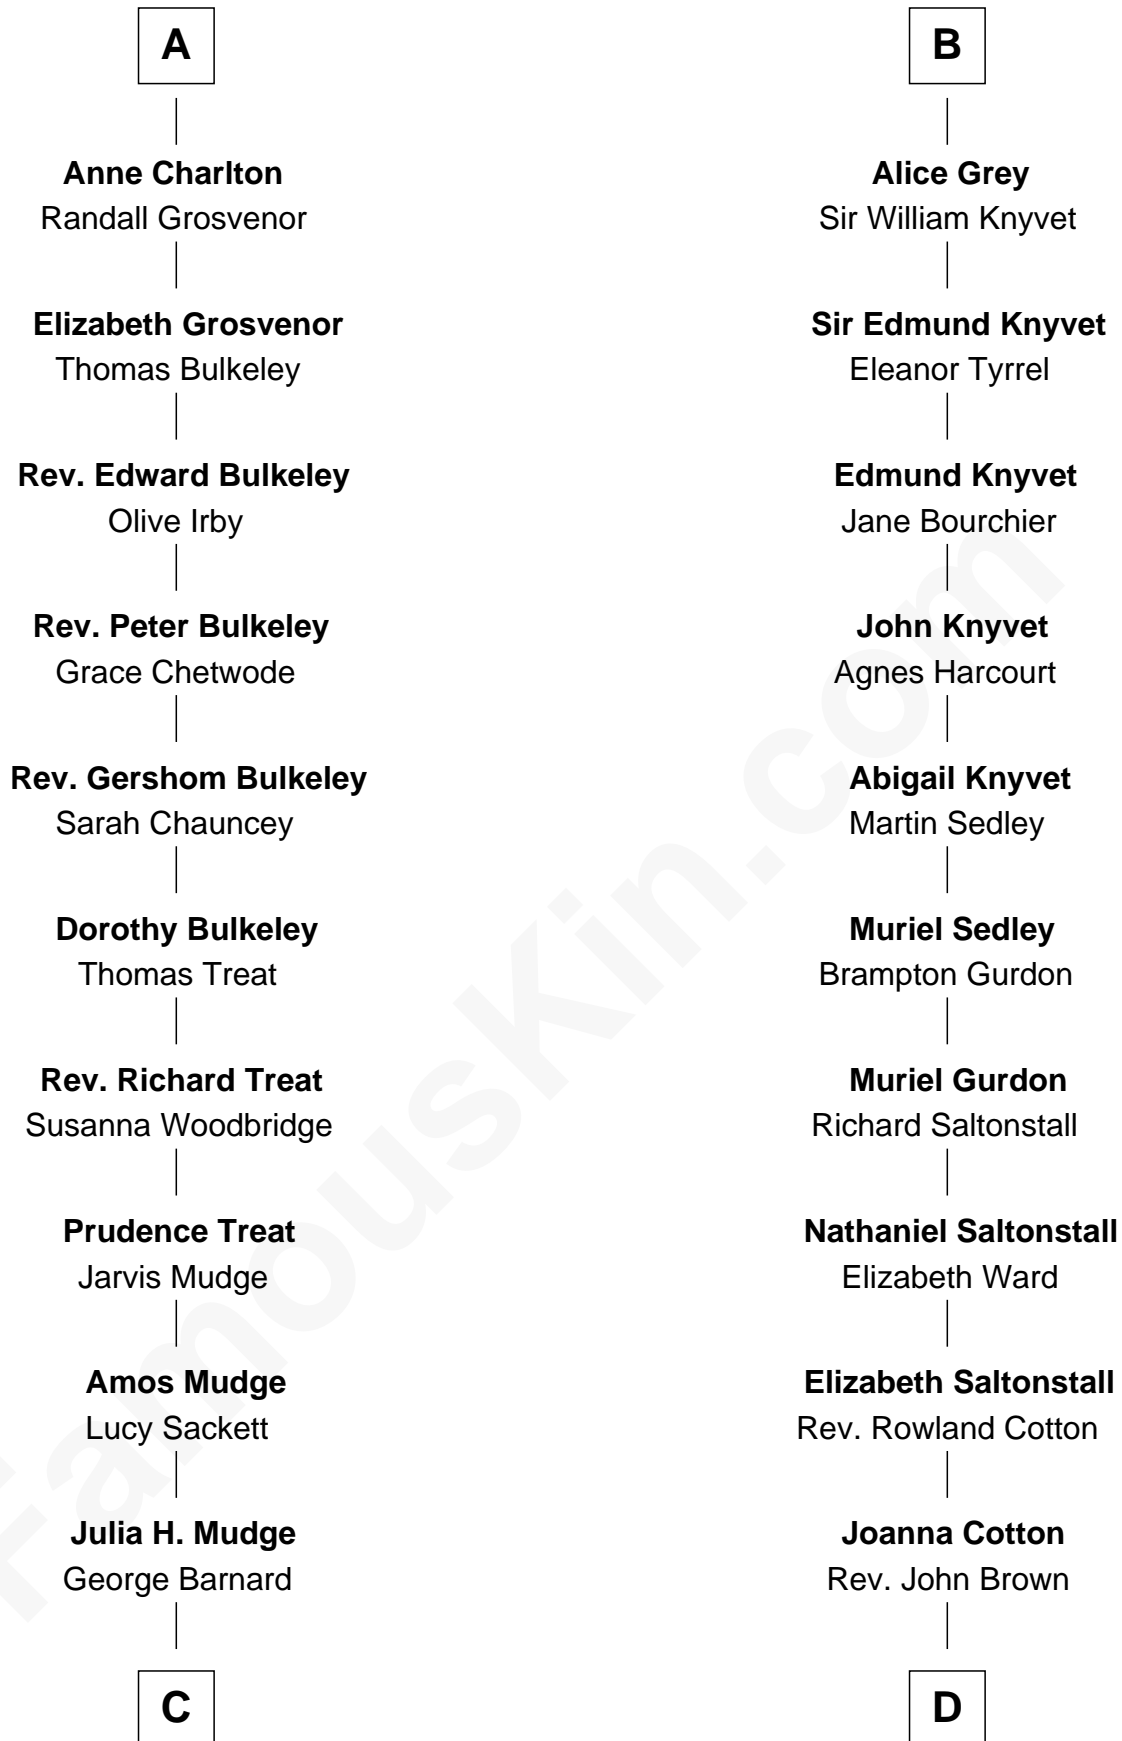 A
Anne Charlton
Randall Grosvenor
Elizabeth Grosvenor
Thomas Bulkeley
Rev. Edward Bulkeley
Olive Irby
Rev. Peter Bulkeley
Grace Chetwode
Rev. Gershom Bulkeley
Sarah Chauncey
Dorothy Bulkeley
Thomas Treat
Rev. Richard Treat
Susanna Woodbridge
Prudence Treat
Jarvis Mudge
Amos Mudge
Lucy Sackett
Julia H. Mudge
George Barnard
C
B
Alice Grey
Sir William Knyvet
Sir Edmund Knyvet
Eleanor Tyrrel
Edmund Knyvet
Jane Bourchier
John Knyvet
Agnes Harcourt
Abigail Knyvet
Martin Sedley
Muriel Sedley
Brampton Gurdon
Muriel Gurdon
Richard Saltonstall
Nathaniel Saltonstall
Elizabeth Ward
Elizabeth Saltonstall
Rev. Rowland Cotton
Joanna Cotton
Rev. John Brown
D
FamousKin.com